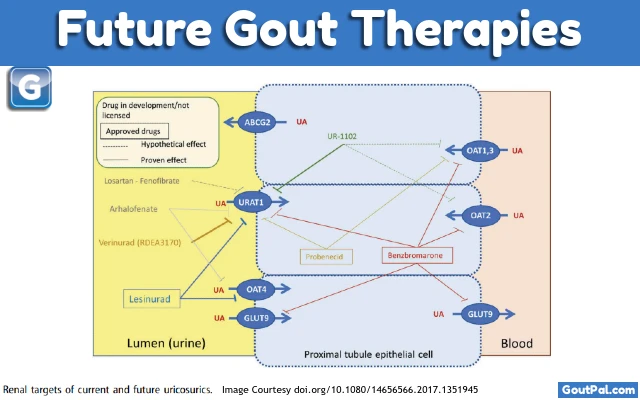 Future Gout Therapies
G
Drug in development/not
licensed
Approved drugs
Hypothetical effect
Proven effect
ABCG2
UA
UR-1102
OAT1,3
UA
Losartan - Fenofibrate
UA
URAT1
Arhalofenate
OAT2
UA
Verinurad (RDEA3170)
Probenecid
Benzbromarone
UA
OAT4
Lesinurad
UA
GLUT9
UA
GLUT9
Lumen (urine)
Proximal tubule epithelial cell
Blood
Renal targets of current and future uricosurics. Image Courtesy doi.org/10.1080/14656566.2017.1351945
GoutPal.com